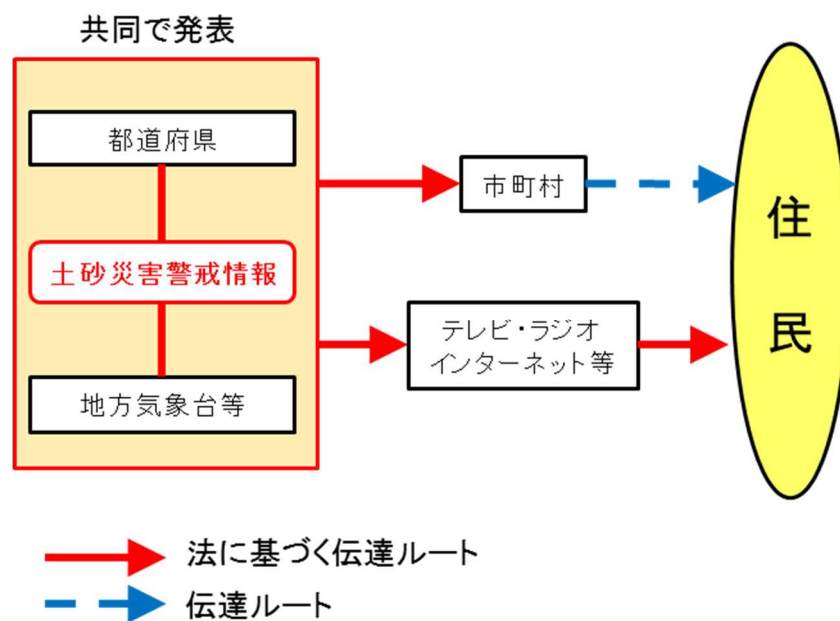 共同で発表
都道府県
土砂災害警戒情報
地方気象台等
市町村
テレビ・ラジオ
インターネット等
住
民
法に基づく伝達ルート
伝達ルート